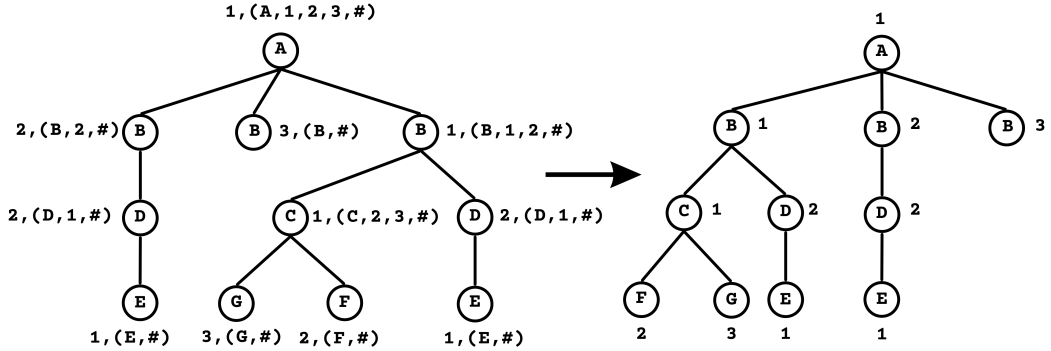 1,(A,1,2,3,#) 1
A A
2,(B,2,#) B B 3,(B,#) B 1,(B,1,2,#) B 1 B 2 B 3
2,(D,1,#) D C 1,(C,2,3,#) D 2,(D,1,#) C 1 D 2 D 2
E G F E F G E E
1,(E,#) 3,(G,#) 2,(F,#) 1,(E,#) 2 3 1 1